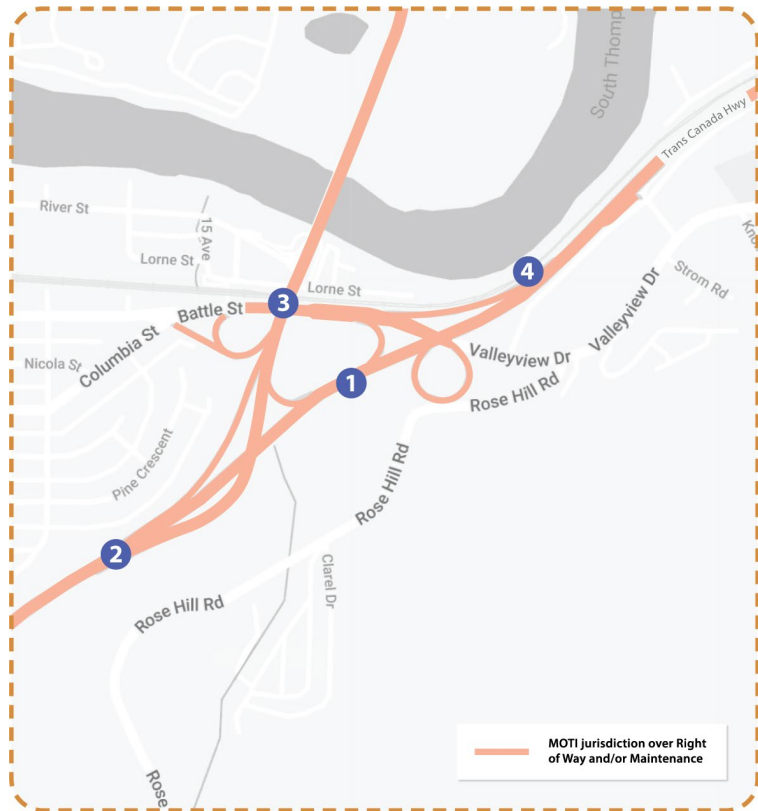 South Thomp
Trans Canada Hwy
River St
15 Ave
Lorne St
Lorne St
4
3
Battle St
Columbia St
Nicola St
Strom Rd
Valleyview Dr
Valleyview Dr
1
Rose Hill Rd
Pine Crescent
Rose Hill Rd
2
Clarel Dr
Rose Hill Rd
Rose
MOTI jurisdiction over Right
of Way and/or Maintenance